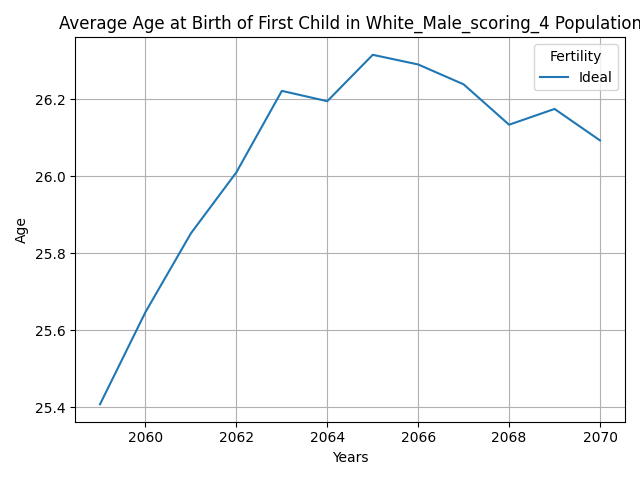 Average Age at Birth of First Child in White_Male_scoring_4 Population
Fertility
Ideal
26.2
26.0
25.8
25.6
25.4
Age
2060 2062 2064 2066 2068 2070
Years